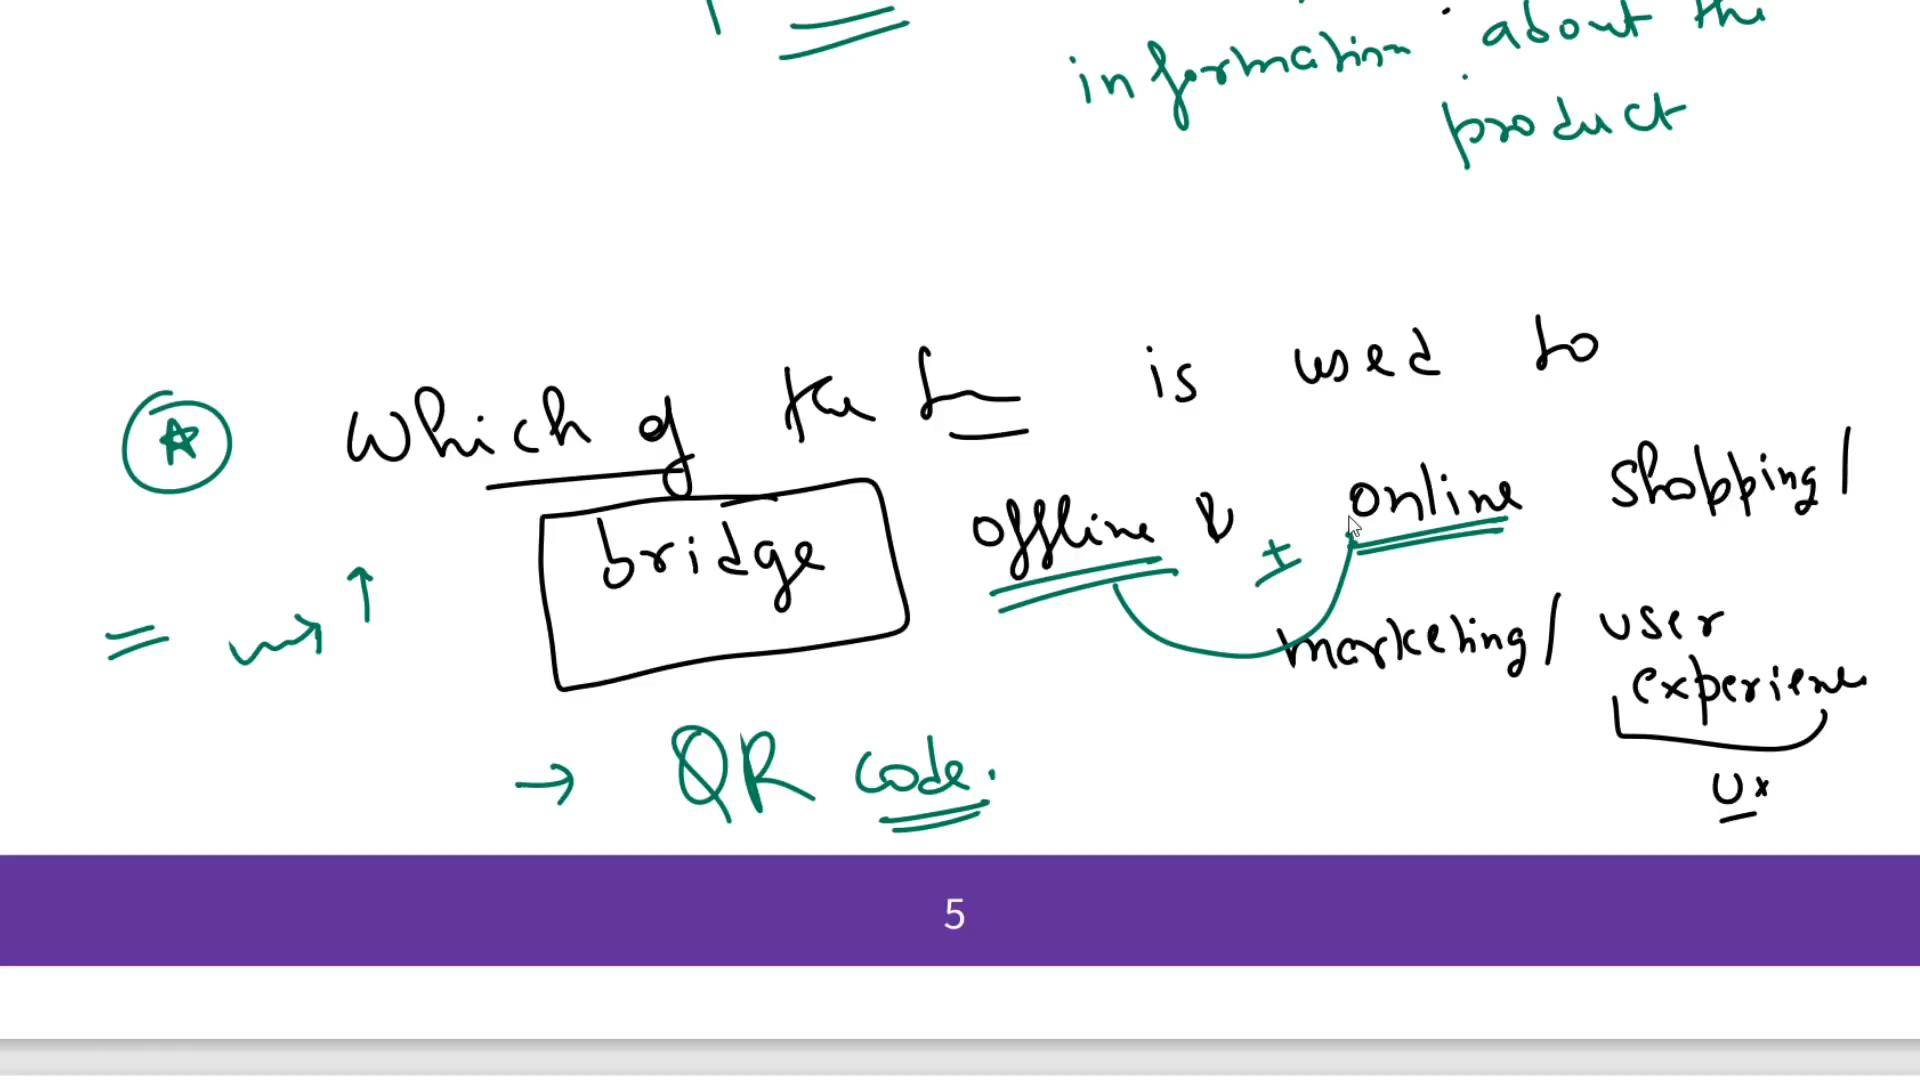 information about the
product
Which of the is used to
bridge offline & online shopping/
marketing/ user
experience
Ux
→ QR code.
5